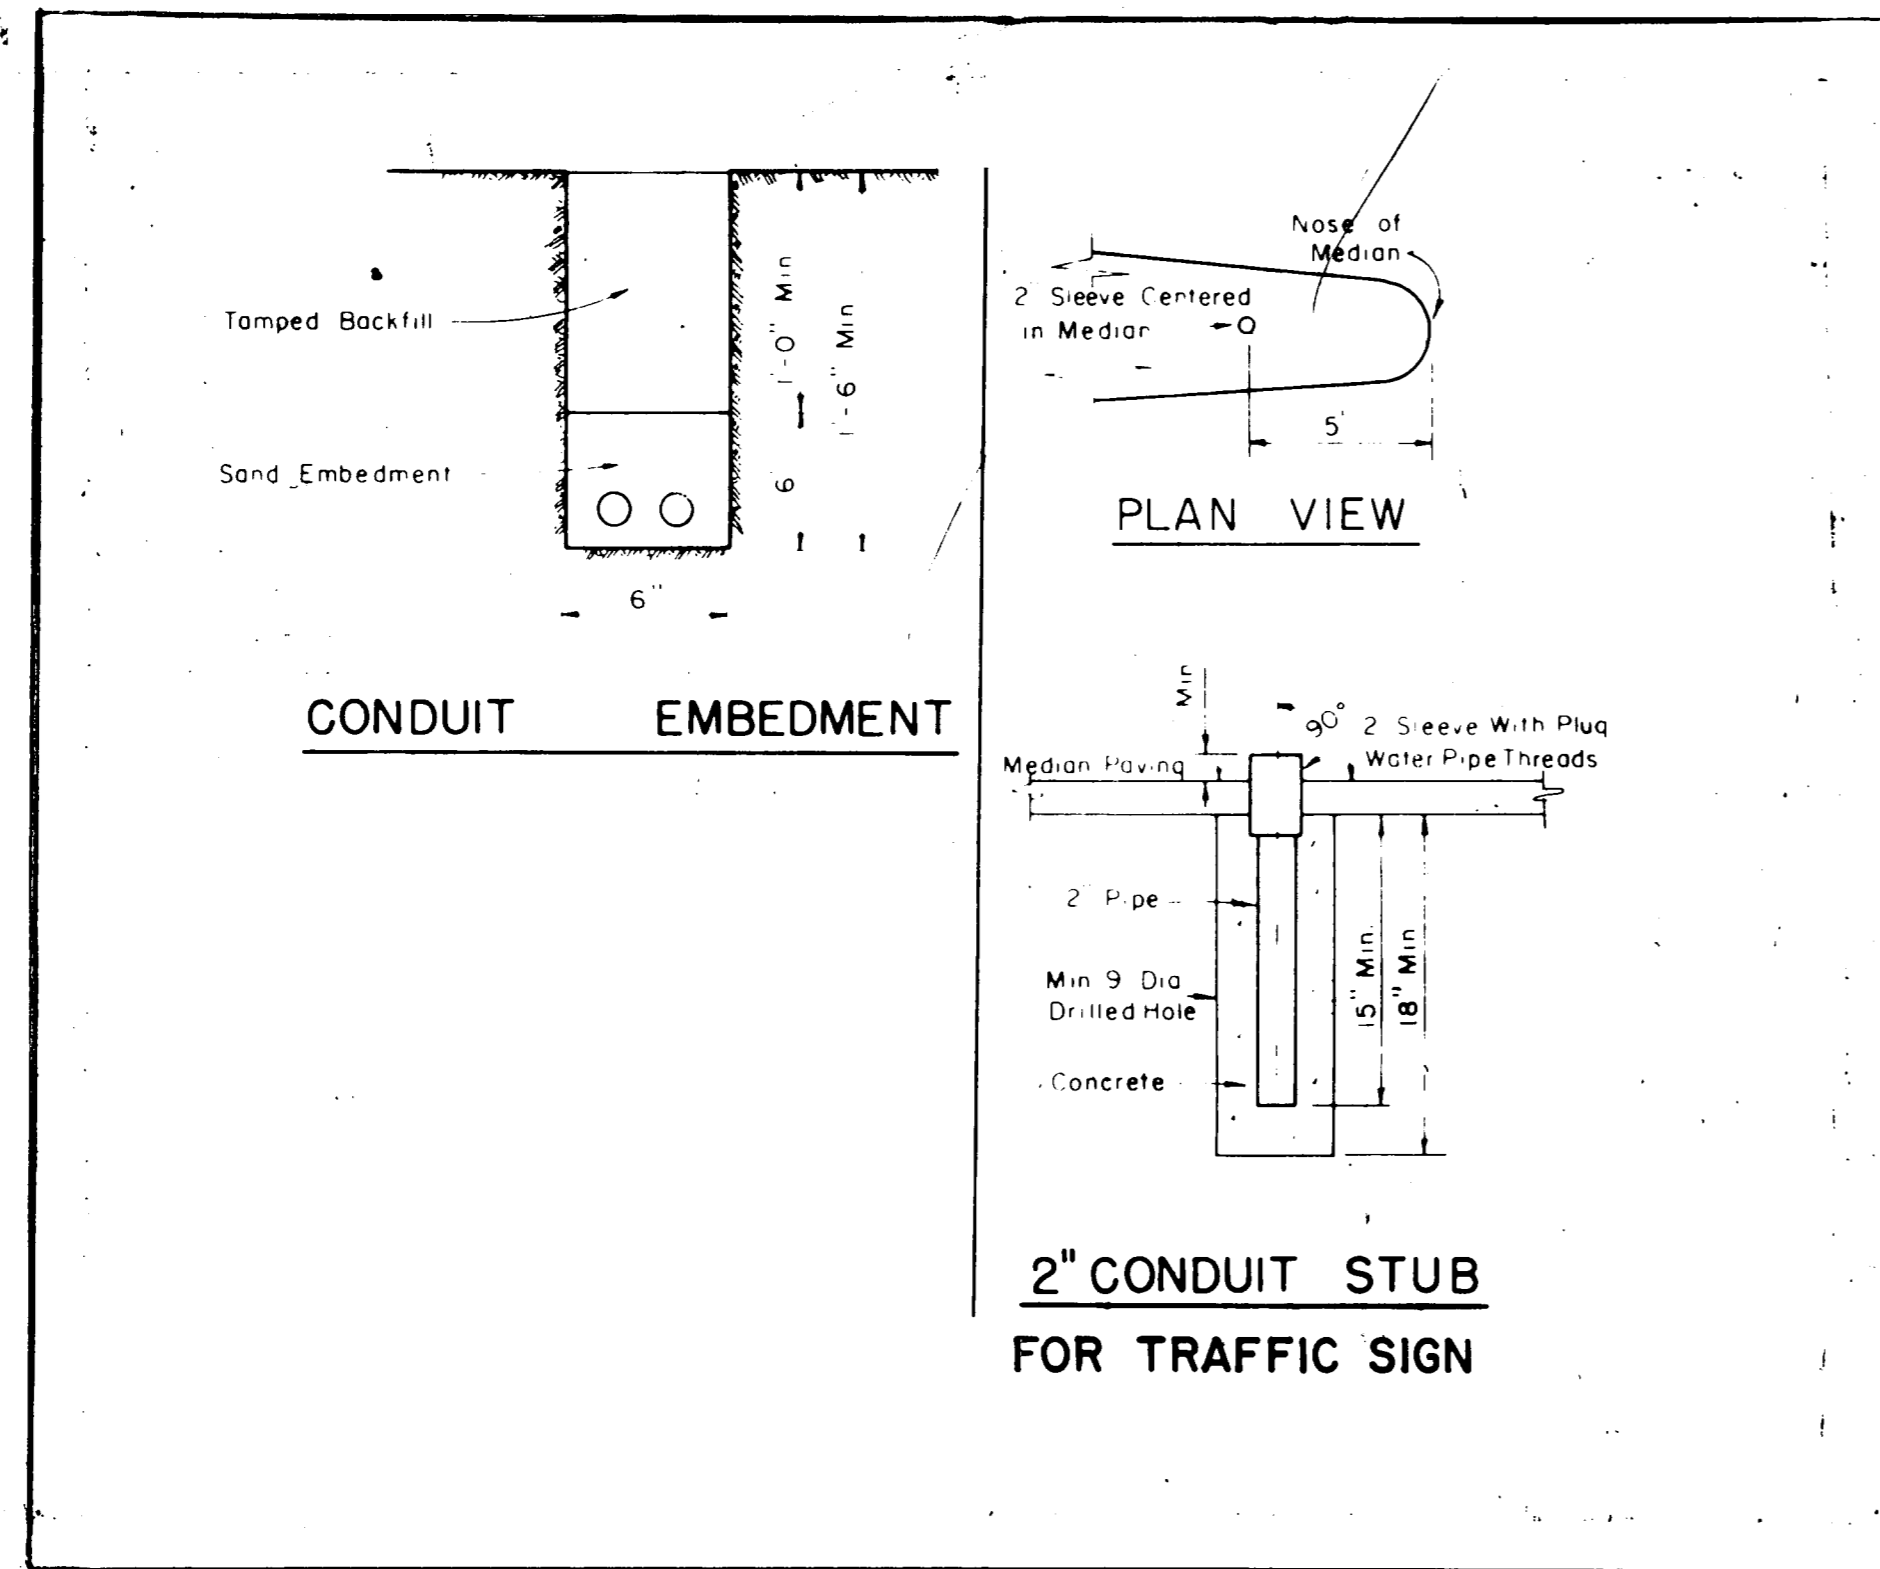 Tamped Backfill
Sand Embedment
1'-0" Min
1'-6" Min
6
6"
CONDUIT EMBEDMENT
Nose of
Median
2" Sleeve Centered
in Median
5'
PLAN VIEW
Min
90°
2 Sleeve With Plug
Water Pipe Threads
Median Paving
2" Pipe
Min 9 Dia
Drilled Hole
Concrete
15" Min.
18" Min
2" CONDUIT STUB
FOR TRAFFIC SIGN